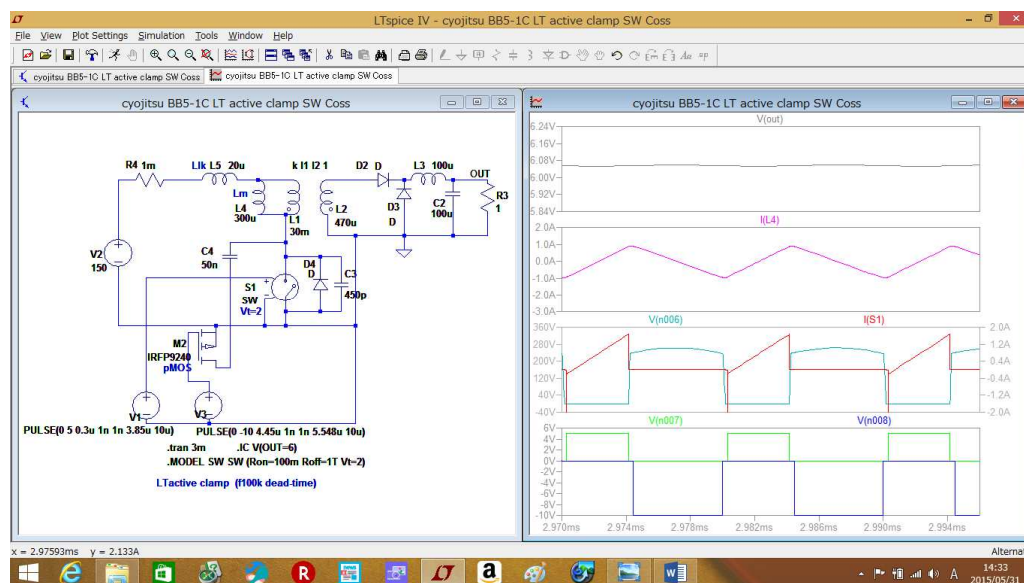 LTspice IV - cyojitsu BB5-1C LT active clamp SW Coss
File View Plot Settings Simulation Tools Window Help
cyojitsu BB5-1C LT active clamp SW Coss
cyojitsu BB5-1C LT active clamp SW Coss
cyojitsu BB5-1C LT active clamp SW Coss
R4 1m
Llk L5 20u
k l1 l2 1
D2 D
L3 100u
OUT
Lm
L4
300u
L1
30m
L2
470u
D3
D
C2
100u
R3
1
V2
150
C4
50n
S1
SW
Vt=2
D4
D
C3
450p
M2
IRFP9240
pMOS
V1
V3
PULSE(0 5 0.3u 1n 1n 3.85u 10u)
PULSE(0 -10 4.45u 1n 1n 5.548u 10u)
.tran 3m
.IC V(OUT=6)
.MODEL SW SW (Ron=100m Roff=1T Vt=2)
LTactive clamp (f100k dead-time)
cyojitsu BB5-1C LT active clamp SW Coss
V(out)
6.24V
6.16V
6.08V
6.00V
5.92V
5.84V
I(L4)
2.0A
1.0A
0.0A
-1.0A
-2.0A
-3.0A
V(n006)
I(S1)
360V
280V
200V
120V
40V
-40V
2.0A
1.2A
0.4A
-0.4A
-1.2A
-2.0A
V(n007)
V(n008)
6V
4V
2V
0V
-2V
-4V
-6V
-8V
-10V
2.970ms
2.974ms
2.978ms
2.982ms
2.986ms
2.990ms
2.994ms
x = 2.97593ms y = 2.133A
Alterna
R
a
W
A
14:33
2015/05/31